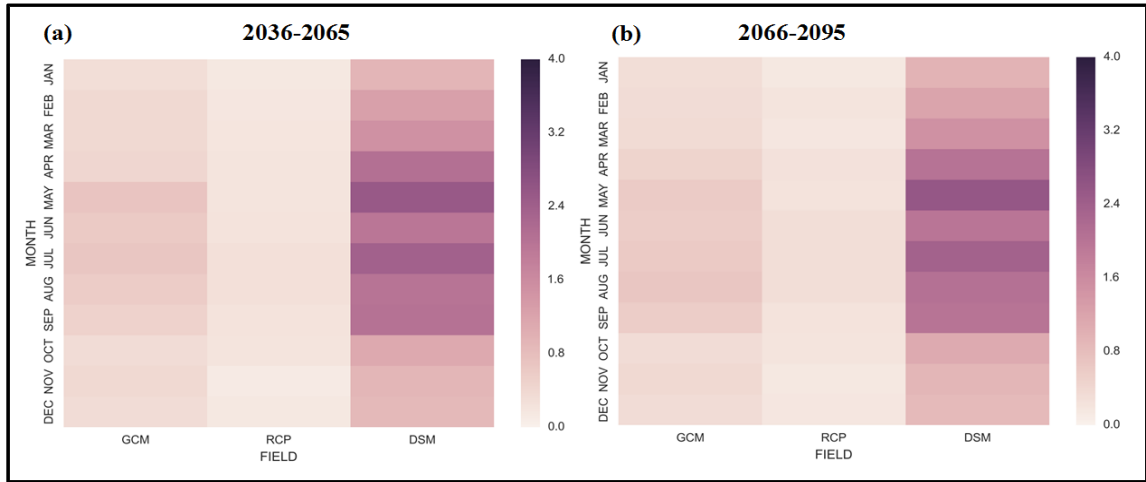 (a) 2036-2065
JAN
FEB
MAR
APR
MAY
JUN
JUL
AUG
SEP
OCT
NOV
DEC
MONTH
GCM RCP DSM
FIELD
4.0
3.2
2.4
1.6
0.8
0.0
(b) 2066-2095
JAN
FEB
MAR
APR
MAY
JUN
JUL
AUG
SEP
OCT
NOV
DEC
MONTH
GCM RCP DSM
FIELD
4.0
3.2
2.4
1.6
0.8
0.0